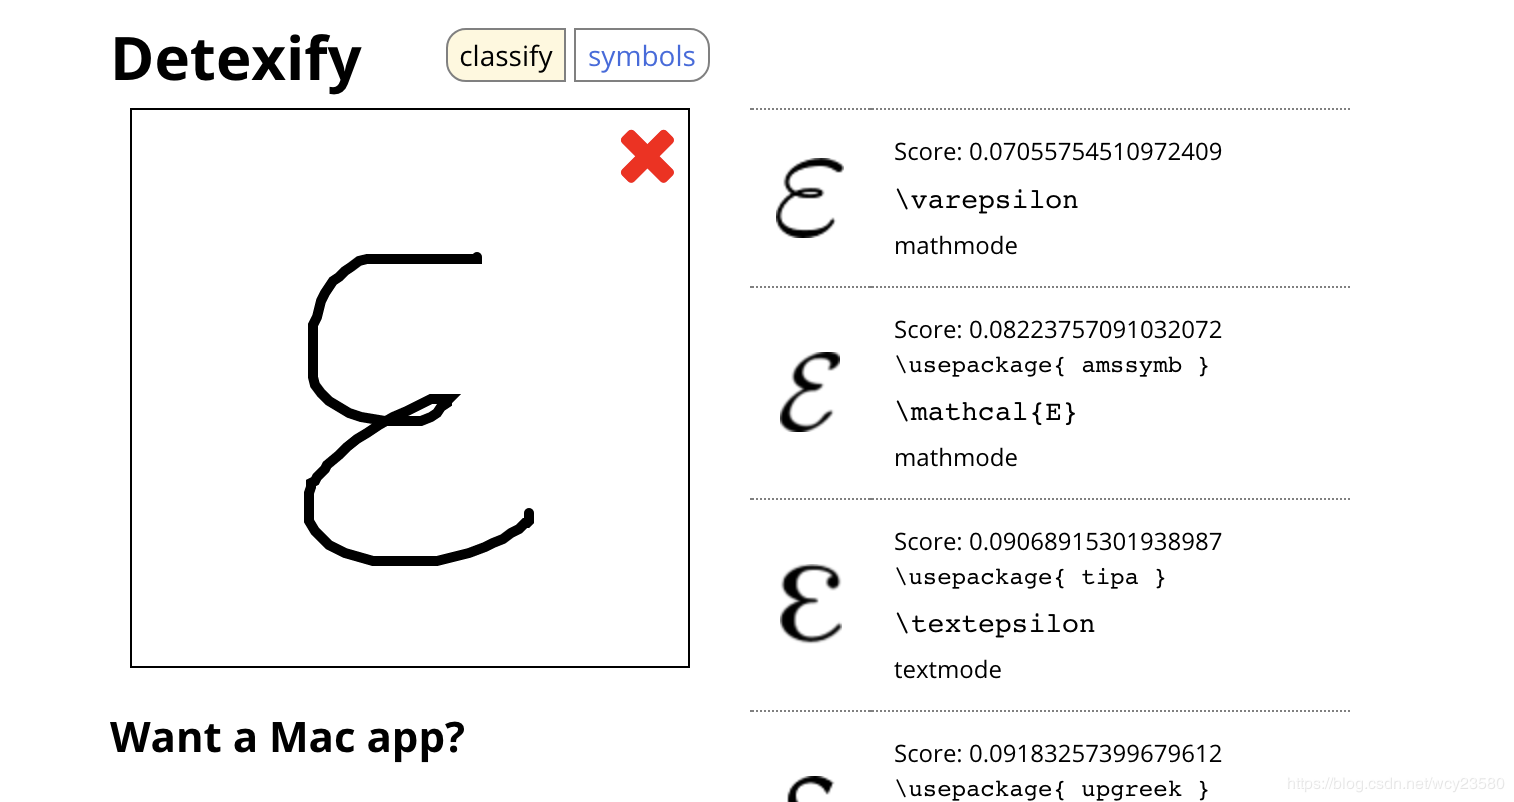 Detexify
classify
symbols
Score: 0.07055754510972409
\varepsilon
mathmode
Score: 0.08223757091032072
\usepackage{ amssymb }
\mathcal{E}
mathmode
Score: 0.09068915301938987
\usepackage{ tipa }
\textepsilon
textmode
Score: 0.09183257399679612
\usepackage{ upgreek }
Want a Mac app?
https://blog.csdn.net/wcy23580